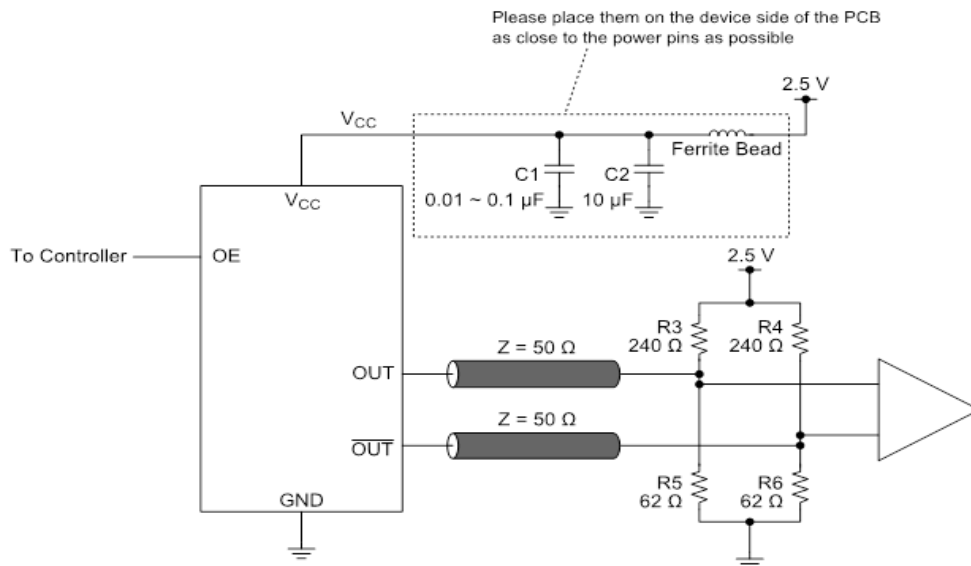 Please place them on the device side of the PCB
as close to the power pins as possible
2.5 V
VCC
Ferrite Bead
C1
0.01 ~ 0.1 µF
C2
10 µF
VCC
To Controller
OE
2.5 V
R3
240 Ω
R4
240 Ω
Z = 50 Ω
OUT
Z = 50 Ω
OUT
R5
62 Ω
R6
62 Ω
GND